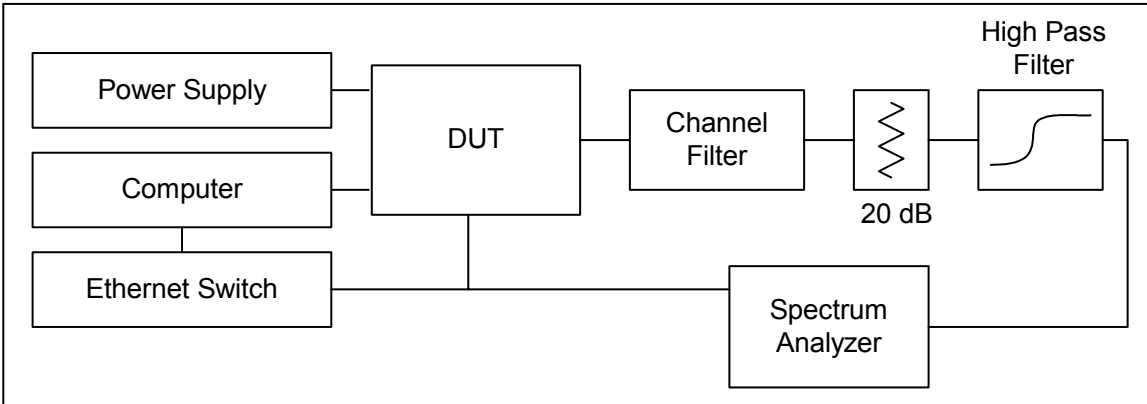 High Pass
Filter
Power Supply
DUT
Channel
Filter
Computer
20 dB
Ethernet Switch
Spectrum
Analyzer